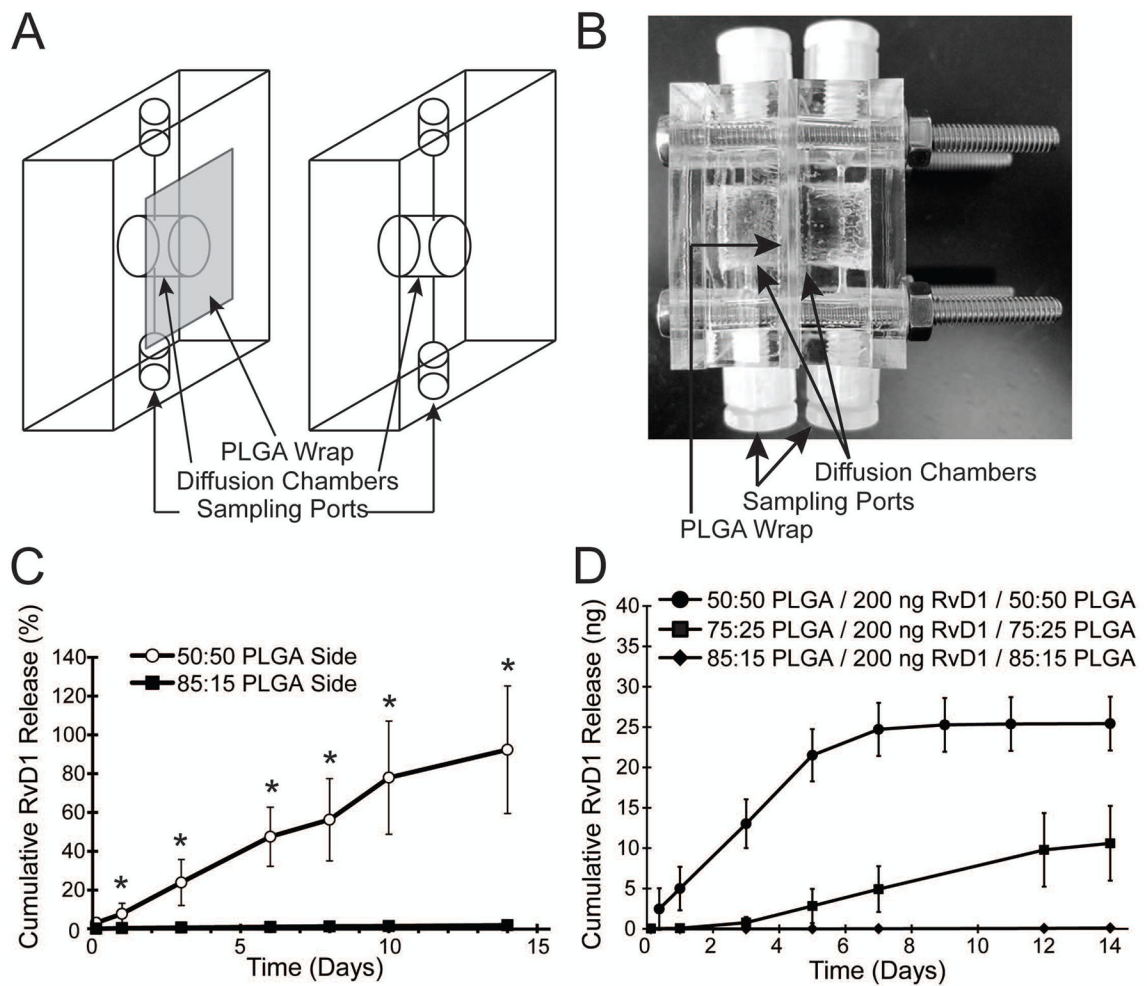 A
PLGA Wrap
Diffusion Chambers
Sampling Ports
B
Diffusion Chambers
Sampling Ports
PLGA Wrap
C
Cumulative RvD1 Release (%)
140
120
100
80
60
40
20
0
50:50 PLGA Side
85:15 PLGA Side
* * * * * *
0 5 10 15
Time (Days)
D
Cumulative RvD1 Release (ng)
40
35
30
25
20
15
10
5
0
50:50 PLGA / 200 ng RvD1 / 50:50 PLGA
75:25 PLGA / 200 ng RvD1 / 75:25 PLGA
85:15 PLGA / 200 ng RvD1 / 85:15 PLGA
0 2 4 6 8 10 12 14
Time (Days)